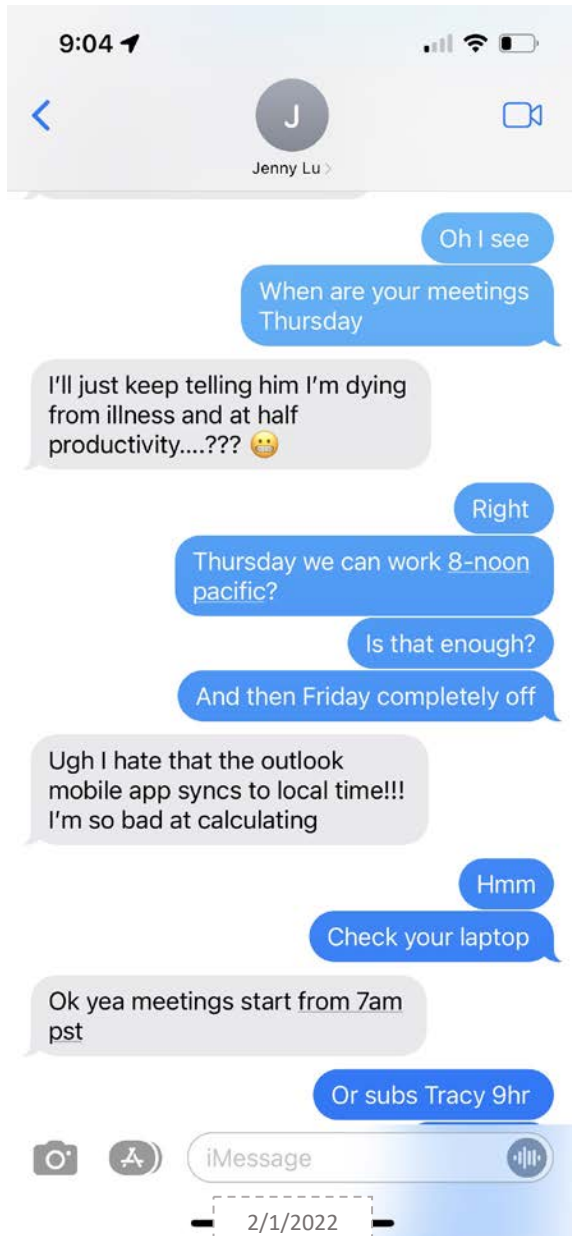 9:04
J
Jenny Lu
Oh I see
When are your meetings
Thursday
I'll just keep telling him I'm dying
from illness and at half
productivity....??? 😬
Right
Thursday we can work 8-noon
pacific?
Is that enough?
And then Friday completely off
Ugh I hate that the outlook
mobile app syncs to local time!!!
I'm so bad at calculating
Hmm
Check your laptop
Ok yea meetings start from 7am
pst
Or subs Tracy 9hr
iMessage
2/1/2022